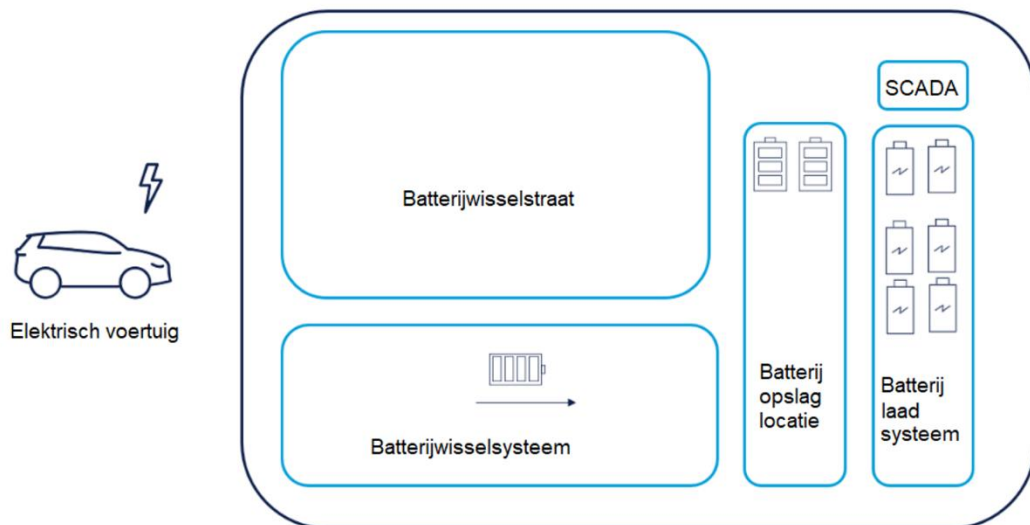 SCADA
Batterijwisselstraat
Elektrisch voertuig
Batterijwisselsysteem
Batterij
opslag
locatie
Batterij
laad
systeem